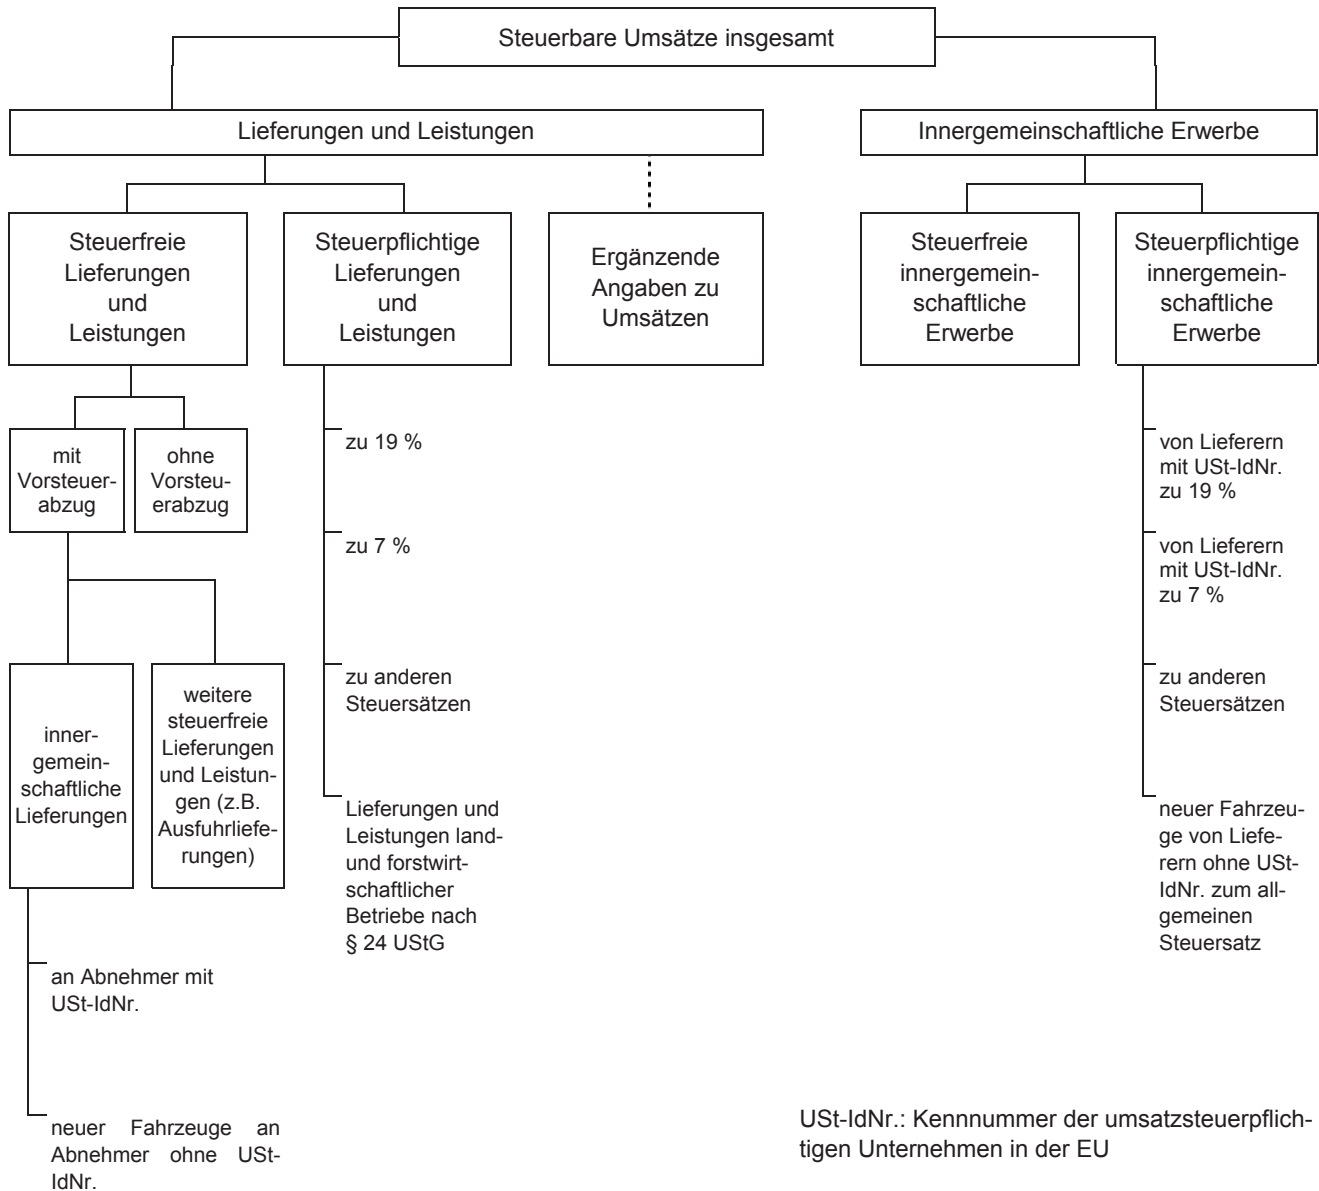 Steuerbare Umsätze insgesamt
Lieferungen und Leistungen
Innergemeinschaftliche Erwerbe
Steuerfreie
Lieferungen
und
Leistungen
Steuerpflichtige
Lieferungen
und
Leistungen
Ergänzende
Angaben zu
Umsätzen
Steuerfreie
innergemein-
schaftliche
Erwerbe
Steuerpflichtige
innergemein-
schaftliche
Erwerbe
mit
Vorsteuer-
abzug
ohne
Vorsteu-
erabzug
inner-
gemein-
schaftliche
Lieferungen
weitere
steuerfreie
Lieferungen
und Leistun-
gen (z.B.
Ausfuhrliefe-
rungen)
an Abnehmer mit
USt-IdNr.
neuer Fahrzeuge an
Abnehmer ohne USt-
IdNr.
zu 19 %
zu 7 %
zu anderen
Steuersätzen
Lieferungen und
Leistungen land-
und forstwirt-
schaftlicher
Betriebe nach
§ 24 UStG
von Lieferern
mit USt-IdNr.
zu 19 %
von Lieferern
mit USt-IdNr.
zu 7 %
zu anderen
Steuersätzen
neuer Fahrzeu-
ge von Liefe-
rern ohne USt-
IdNr. zum all-
gemeinen
Steuersatz
USt-IdNr.: Kennnummer der umsatzsteuerpflich-
tigen Unternehmen in der EU